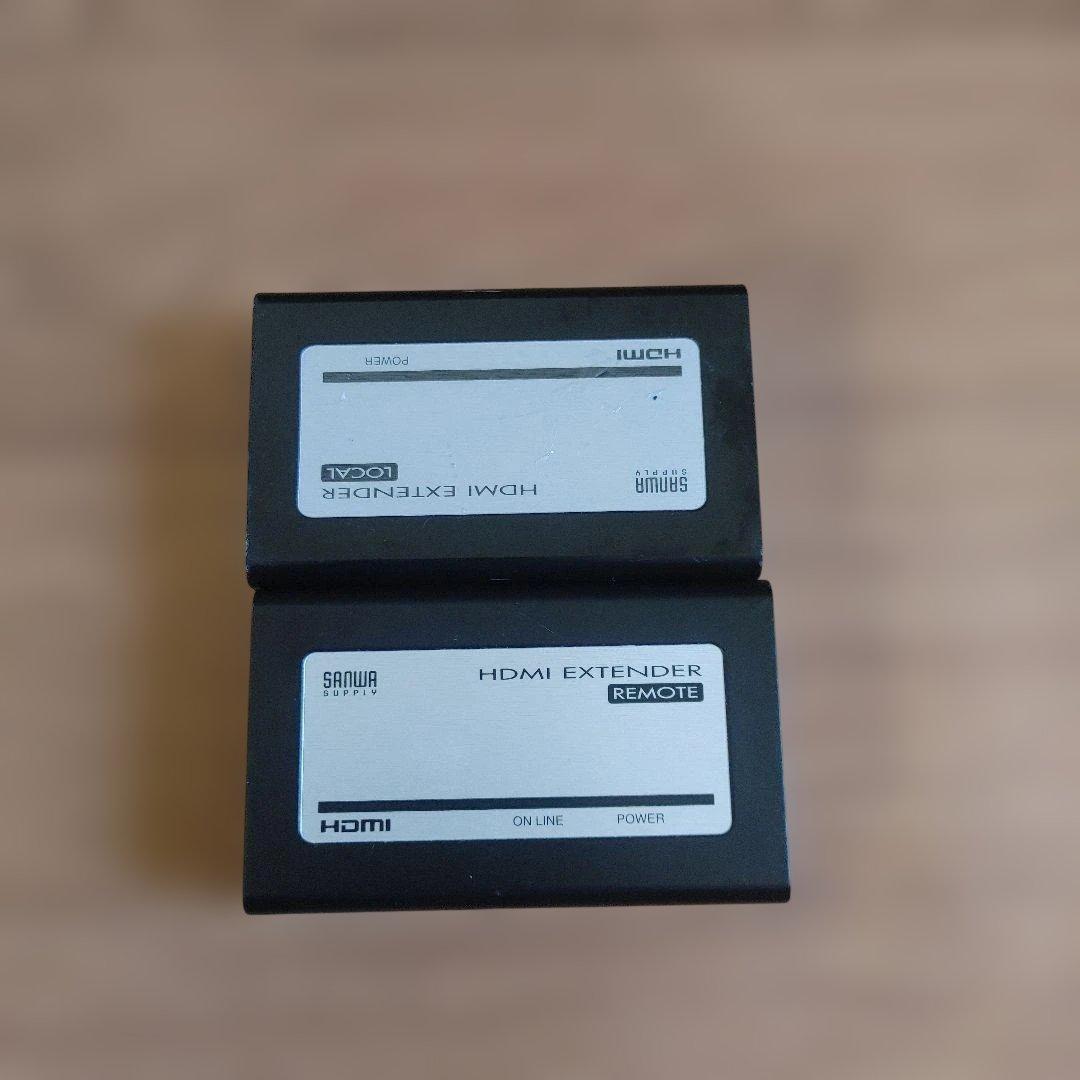 SANWA SUPPLY
HDMI EXTENDER
LOCAL
HDMI
POWER
SANWA SUPPLY
HDMI EXTENDER
REMOTE
HDMI
ON LINE
POWER